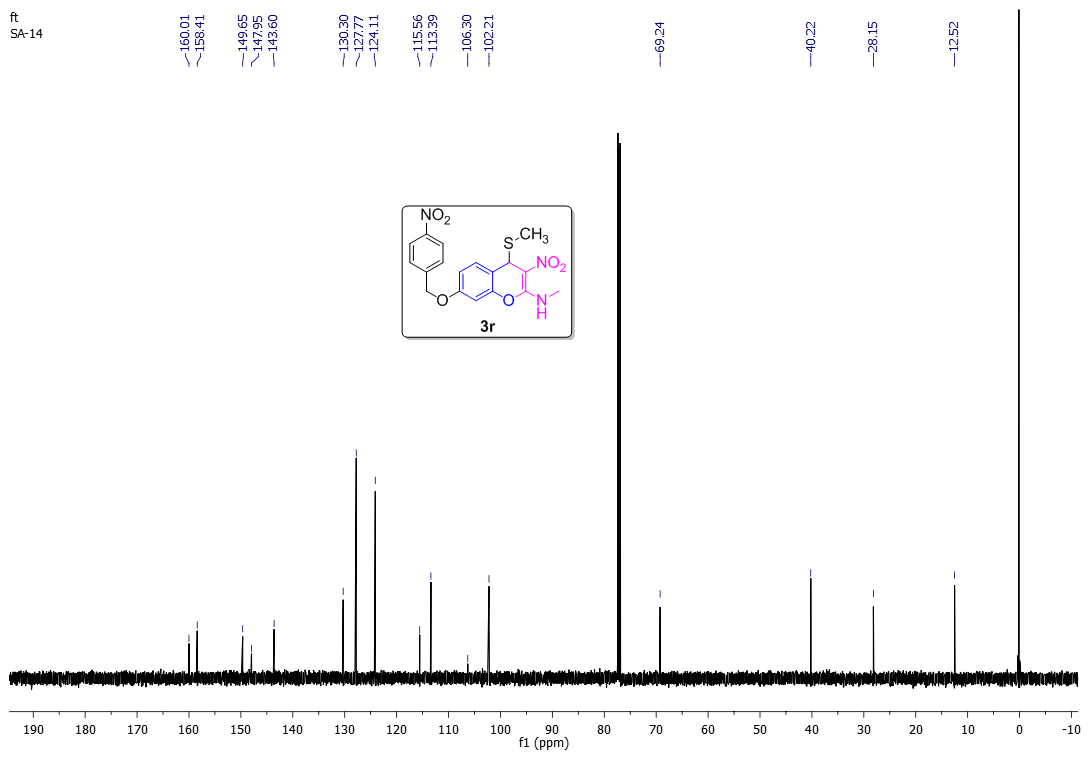 ft
SA-14
160.01
158.41
149.65
147.95
143.60
130.30
127.77
124.11
115.56
113.39
106.30
102.21
69.24
40.22
28.15
12.52
NO2
S CH3
NO2
O
O N
H
3r
190 180 170 160 150 140 130 120 110 100 90 80 70 60 50 40 30 20 10 0 -10
f1 (ppm)